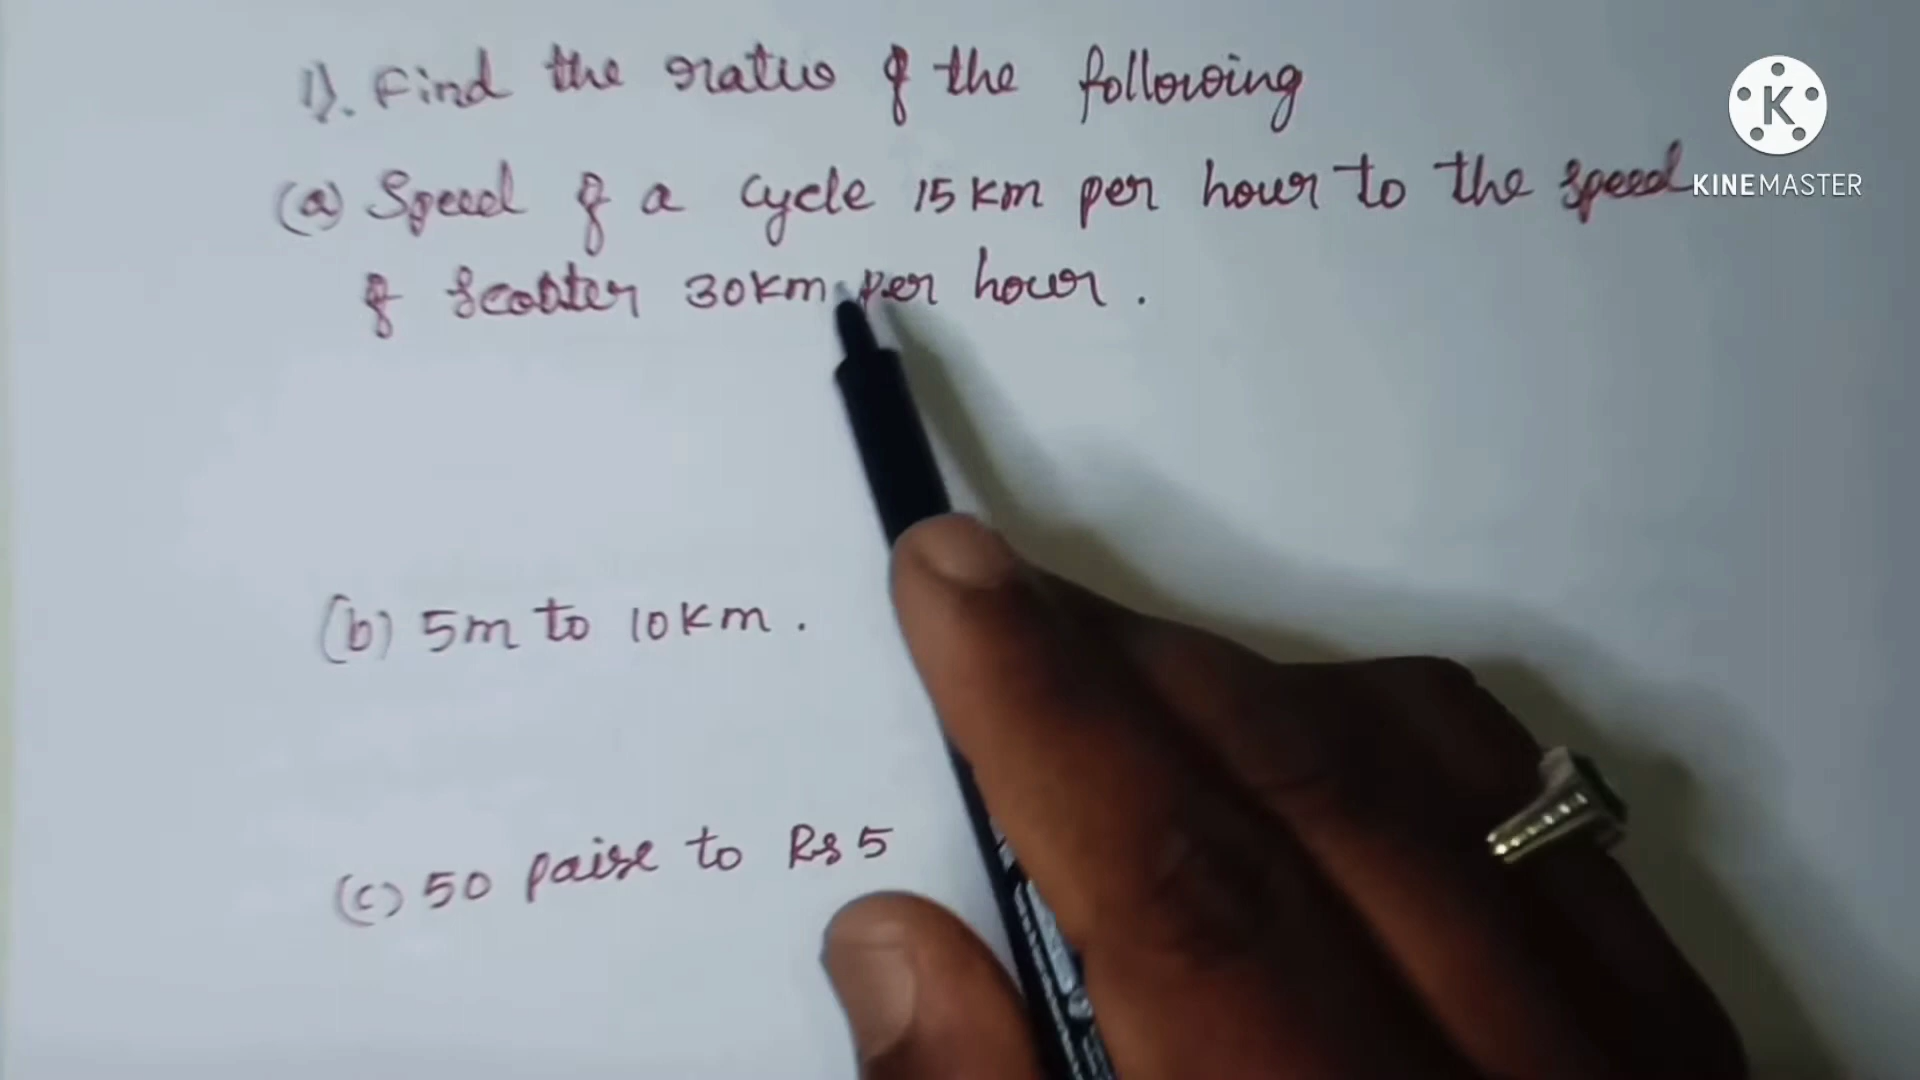 1). Find the ratio of the following
(a) Speed of a cycle 15 km per hour to the speed
of scooter 30 km per hour.
(b) 5m to 10 km.
(c) 50 paise to Rs 5
K
KINEMASTER